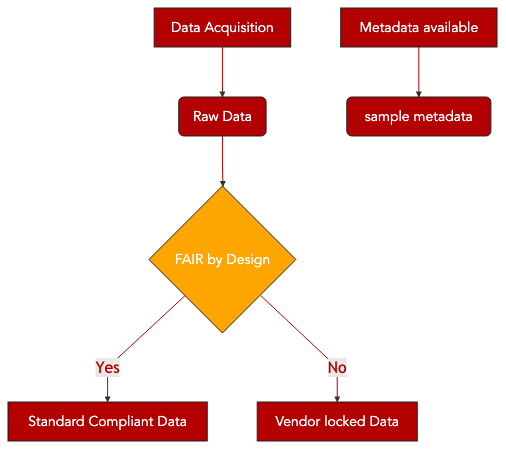 Data Acquisition
Metadata available
Raw Data
sample metadata
FAIR by Design
Yes
No
Standard Compliant Data
Vendor locked Data